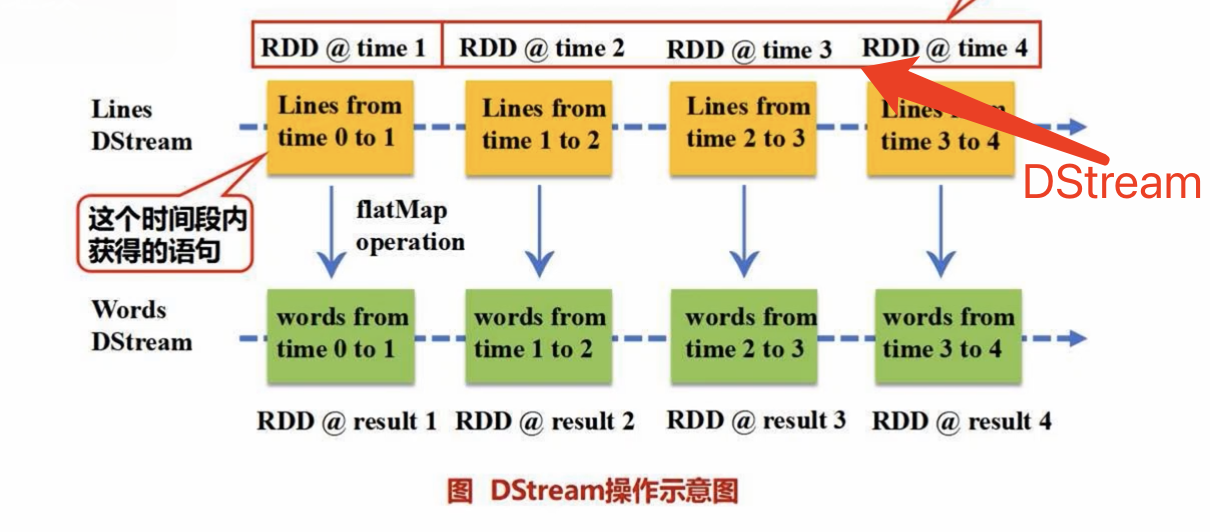 RDD @ time 1
RDD @ time 2
RDD @ time 3
RDD @ time 4
Lines
DStream
Lines from
time 0 to 1
Lines from
time 1 to 2
Lines from
time 2 to 3
Lines from
time 3 to 4
DStream
这个时间段内
获得的语句
flatMap
operation
Words
DStream
words from
time 0 to 1
words from
time 1 to 2
words from
time 2 to 3
words from
time 3 to 4
RDD @ result 1
RDD @ result 2
RDD @ result 3
RDD @ result 4
图 DStream操作示意图